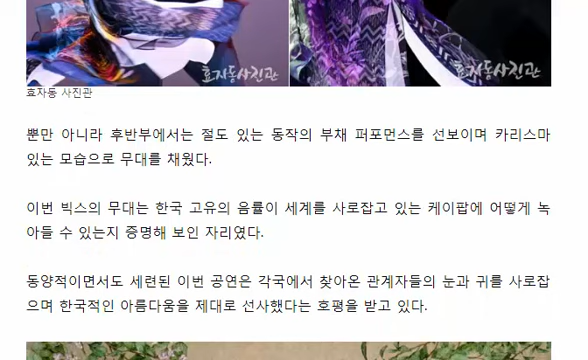 효자동사진관 효자동사진관
효자동 사진관
뿐만 아니라 후반부에서는 절도 있는 동작의 부채 퍼포먼스를 선보이며 카리스마
있는 모습으로 무대를 채웠다.
이번 빅스의 무대는 한국 고유의 음률이 세계를 사로잡고 있는 케이팝에 어떻게 녹
아들 수 있는지 증명해 보인 자리였다.
동양적이면서도 세련된 이번 공연은 각국에서 찾아온 관계자들의 눈과 귀를 사로잡
으며 한국적인 아름다움을 제대로 선사했다는 호평을 받고 있다.